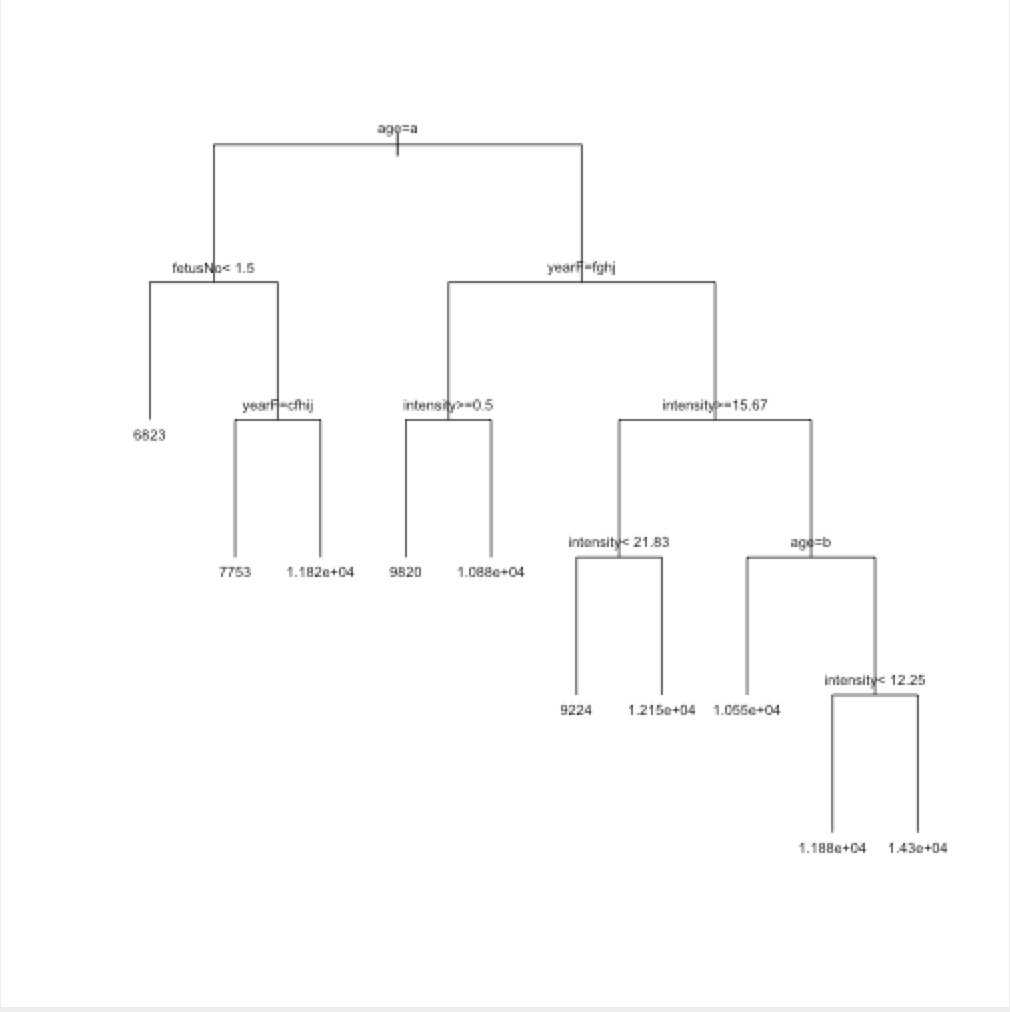 age=a
fetusNo< 1.5
yearF=fghj
yearF=cfhij
intensity>=0.5
intensity>=15.67
6823
intensity< 21.83
age=b
7753
1.182e+04
9820
1.088e+04
intensity< 12.25
9224
1.215e+04
1.055e+04
1.188e+04
1.43e+04